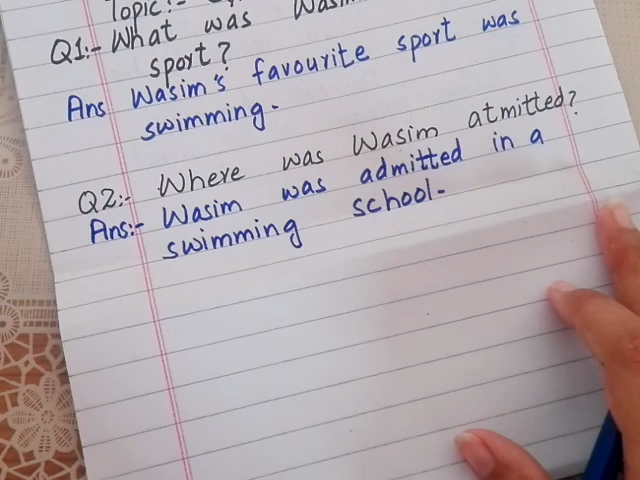 Topic:-
Q1:- What was
sport?
Ans Wasim's favourite sport was
swimming.
Q2:- Where was Wasim atmitted?
Ans:- Wasim was admitted in a
swimming school.